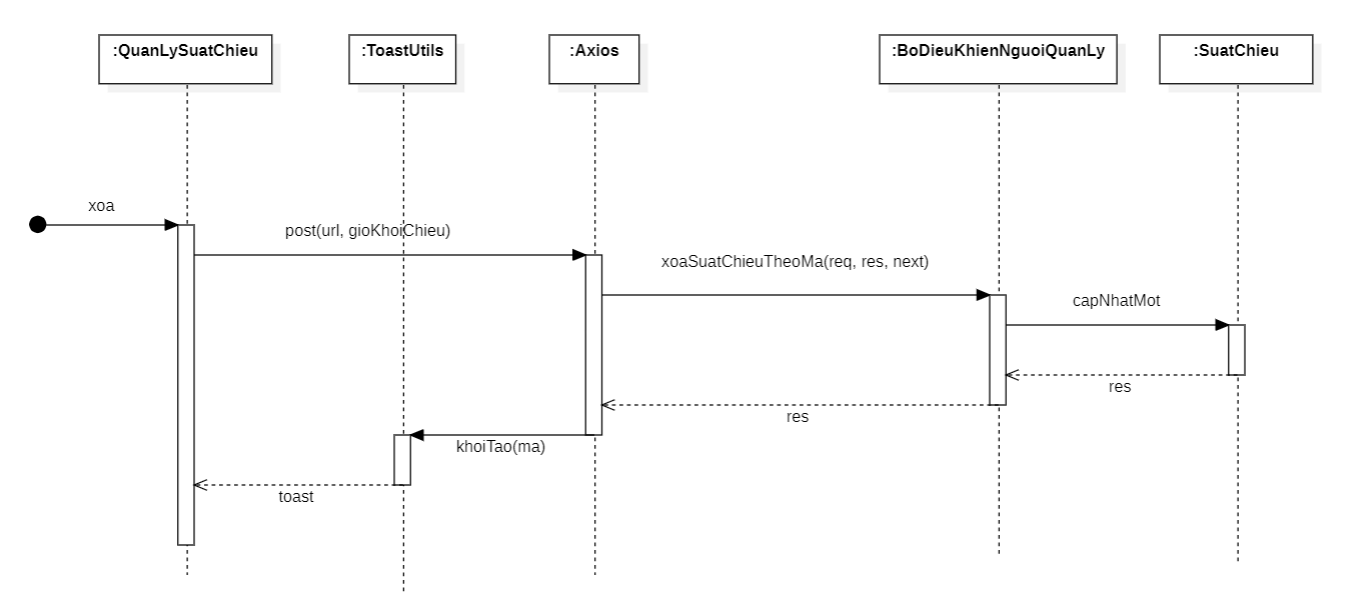 :QuanLySuatChieu
:ToastUtils
:Axios
:BoDieuKhienNguoiQuanLy
:SuatChieu
xoa
post(url, gioKhoiChieu)
xoaSuatChieuTheoMa(req, res, next)
capNhatMot
res
res
khoiTao(ma)
toast